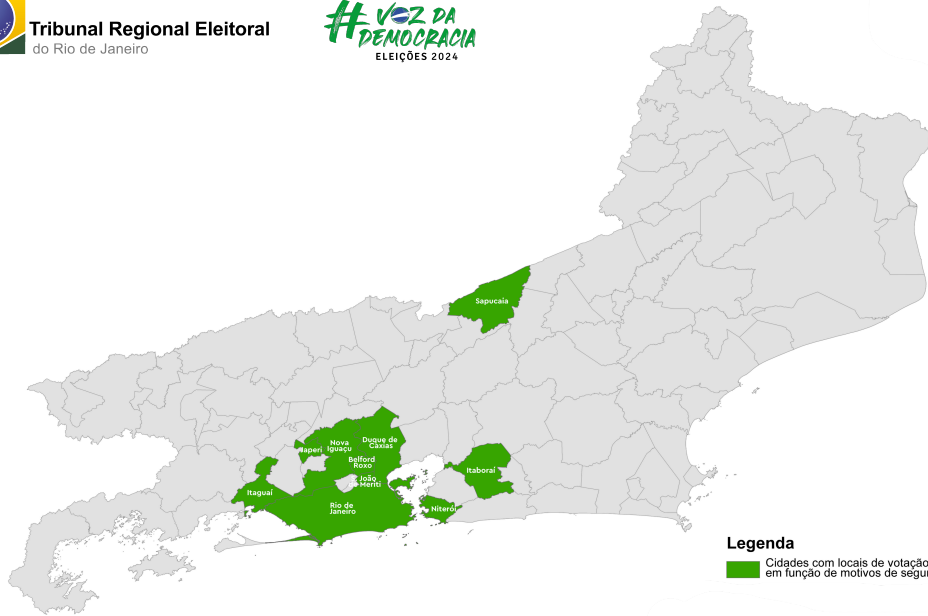 Tribunal Regional Eleitoral
do Rio de Janeiro
# VOZ DA
DEMOCRACIA
ELEIÇÕES 2024
Sapucaia
Nova
Iguaçu
Duque de
Caxias
Japeri
Belford
Roxo
João
Meriti
Itaguaí
Rio de
Janeiro
Itaboraí
Niterói
Legenda
Cidades com locais de votação
em função de motivos de segur